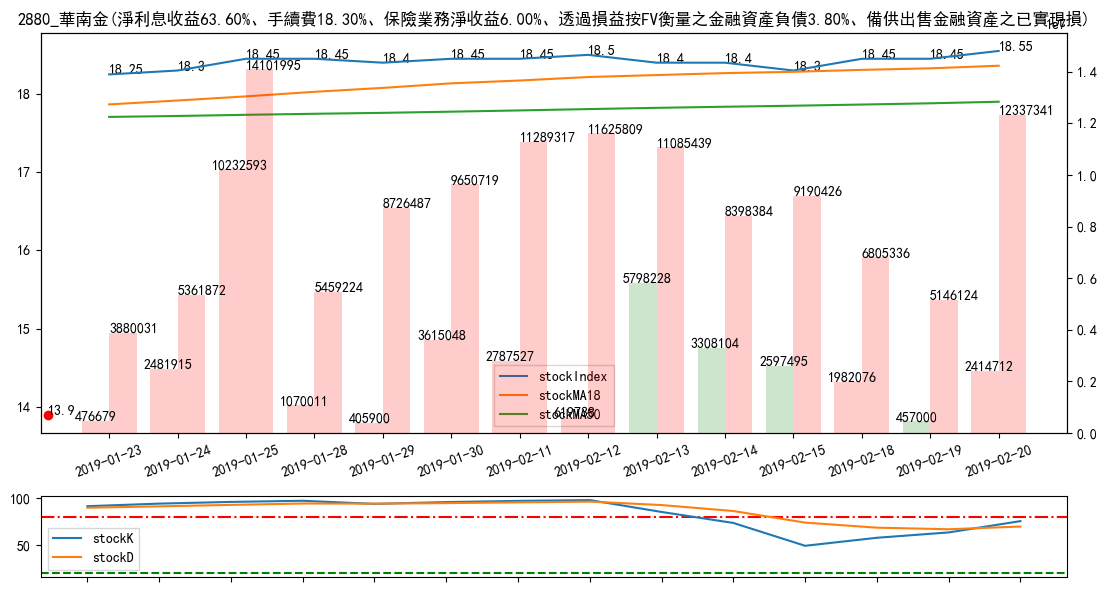 2880_華南金(淨利息收益63.60%、手續費18.30%、保險業務淨收益6.00%、透過損益按FV衡量之金融資產負債3.80%、備供出售金融資產之已實現損)
1e7
18.25 18.3 18.45 18.45 18.4 18.45 18.45 18.5 18.4 18.4 18.3 18.45 18.45 18.55
18 17 16 15 14
1.4 1.2 1.0 0.8 0.6 0.4 0.2 0.0
13.9
476679 3880031
2481915 5361872
10232593 14101995
1070011 5459224
405900 8726487
3615048 9650719
2787527 11289317
11625809
5798228 11085439
3308104 8398384
2597495 9190426
1982076 6805336
457000 5146124
2414712 12337341
stockIndex
stockMA18
stockMA50
2019-01-23 2019-01-24 2019-01-25 2019-01-28 2019-01-29 2019-01-30 2019-02-11 2019-02-12 2019-02-13 2019-02-14 2019-02-15 2019-02-18 2019-02-19 2019-02-20
100
50
stockK
stockD